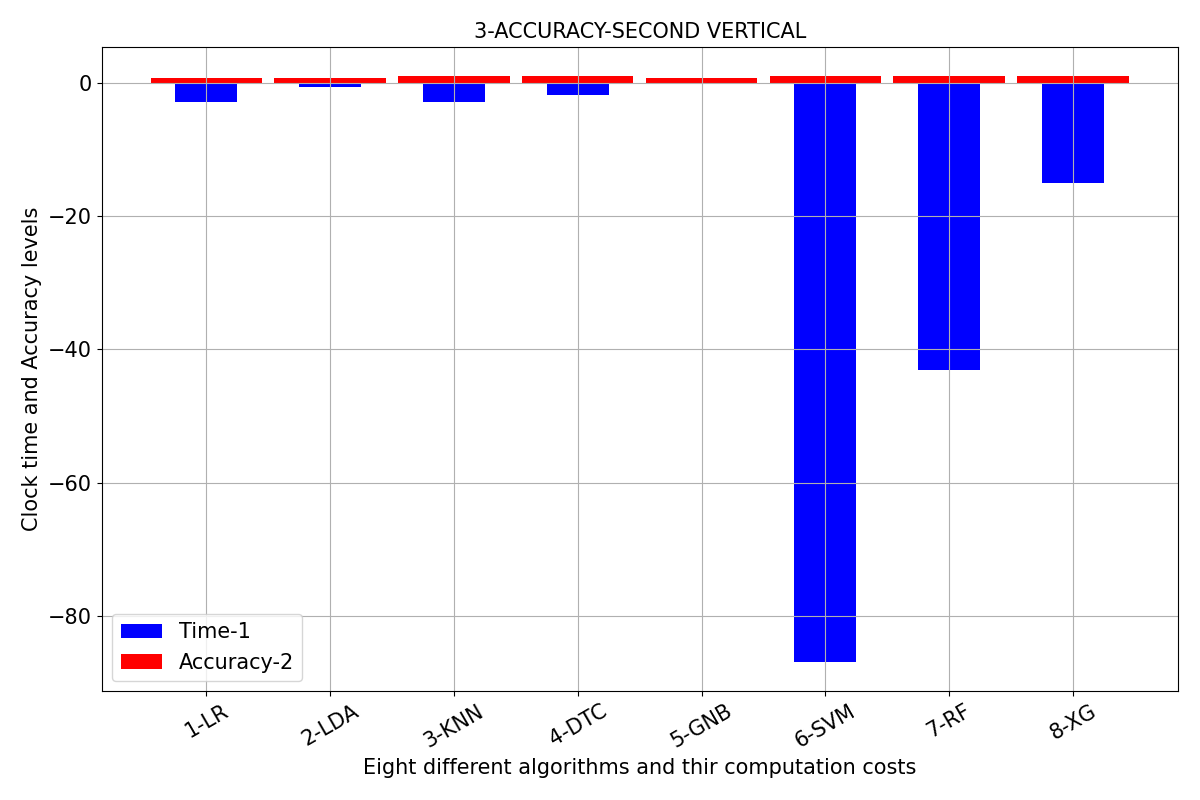 3-ACCURACY-SECOND VERTICAL
Clock time and Accuracy levels
0
−20
−40
−60
−80
Time-1
Accuracy-2
1-LR
2-LDA
3-KNN
4-DTC
5-GNB
6-SVM
7-RF
8-XG
Eight different algorithms and thir computation costs